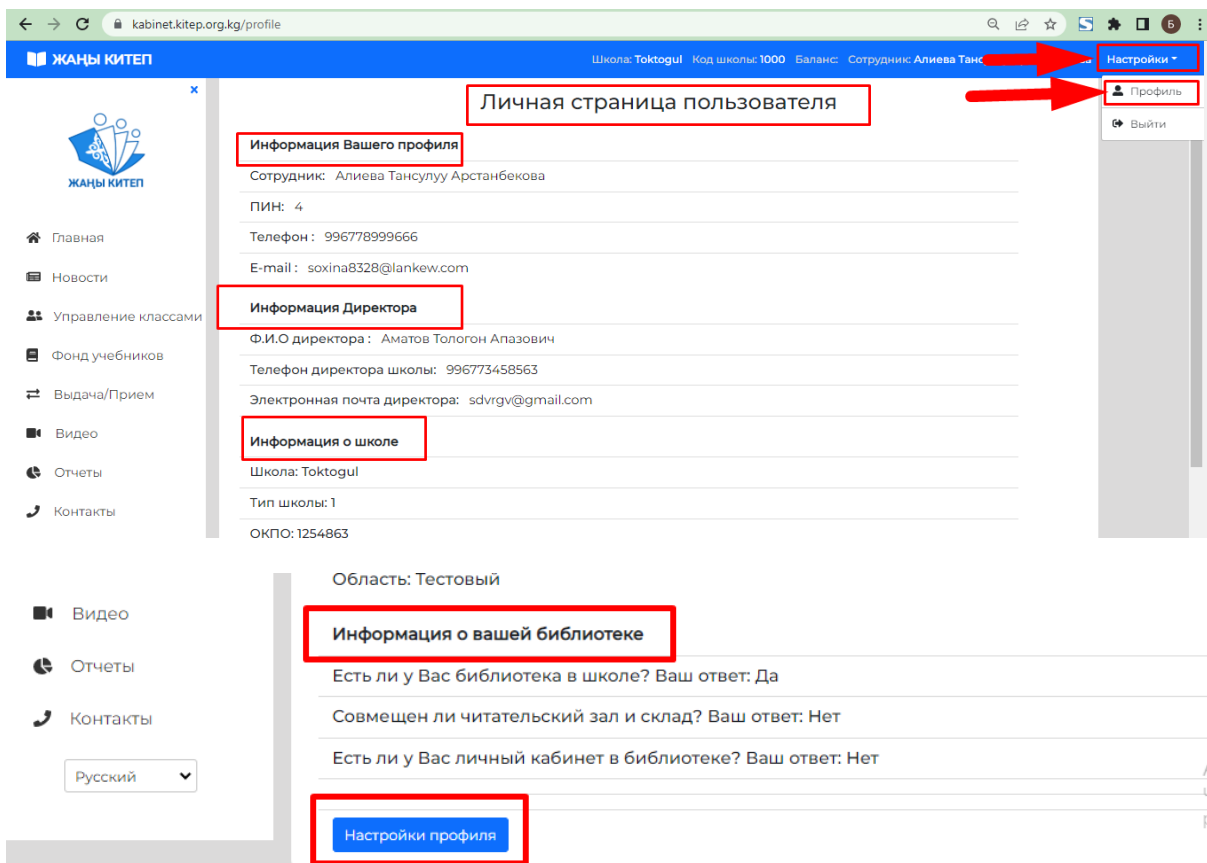 kabinet.kitep.org.kg/profile
Б
ЖАҢЫ КИТЕП
Школа: Toktogul Код школы: 1000 Баланс: Сотрудник: Алиева Настройки
Профиль
Выйти
Личная страница пользователя
ЖАҢЫ КИТЕП
Информация Вашего профиля
Сотрудник: Алиева Тансулуу Арстанбекова
ПИН: 4
Телефон : 996778999666
E-mail : soxina8328@lankew.com
Информация Директора
Ф.И.О директора : Аматов Тологон Апазович
Телефон директора школы: 996773458563
Электронная почта директора: sdvrgv@gmail.com
Информация о школе
Школа: Toktogul
Тип школы: 1
ОКПО: 1254863
Главная
Новости
Управление классами
Фонд учебников
Выдача/Прием
Видео
Отчеты
Контакты
Область: Тестовый
Информация о вашей библиотеке
Есть ли у Вас библиотека в школе? Ваш ответ: Да
Совмещен ли читательский зал и склад? Ваш ответ: Нет
Есть ли у Вас личный кабинет в библиотеке? Ваш ответ: Нет
Настройки профиля
Видео
Отчеты
Контакты
Русский